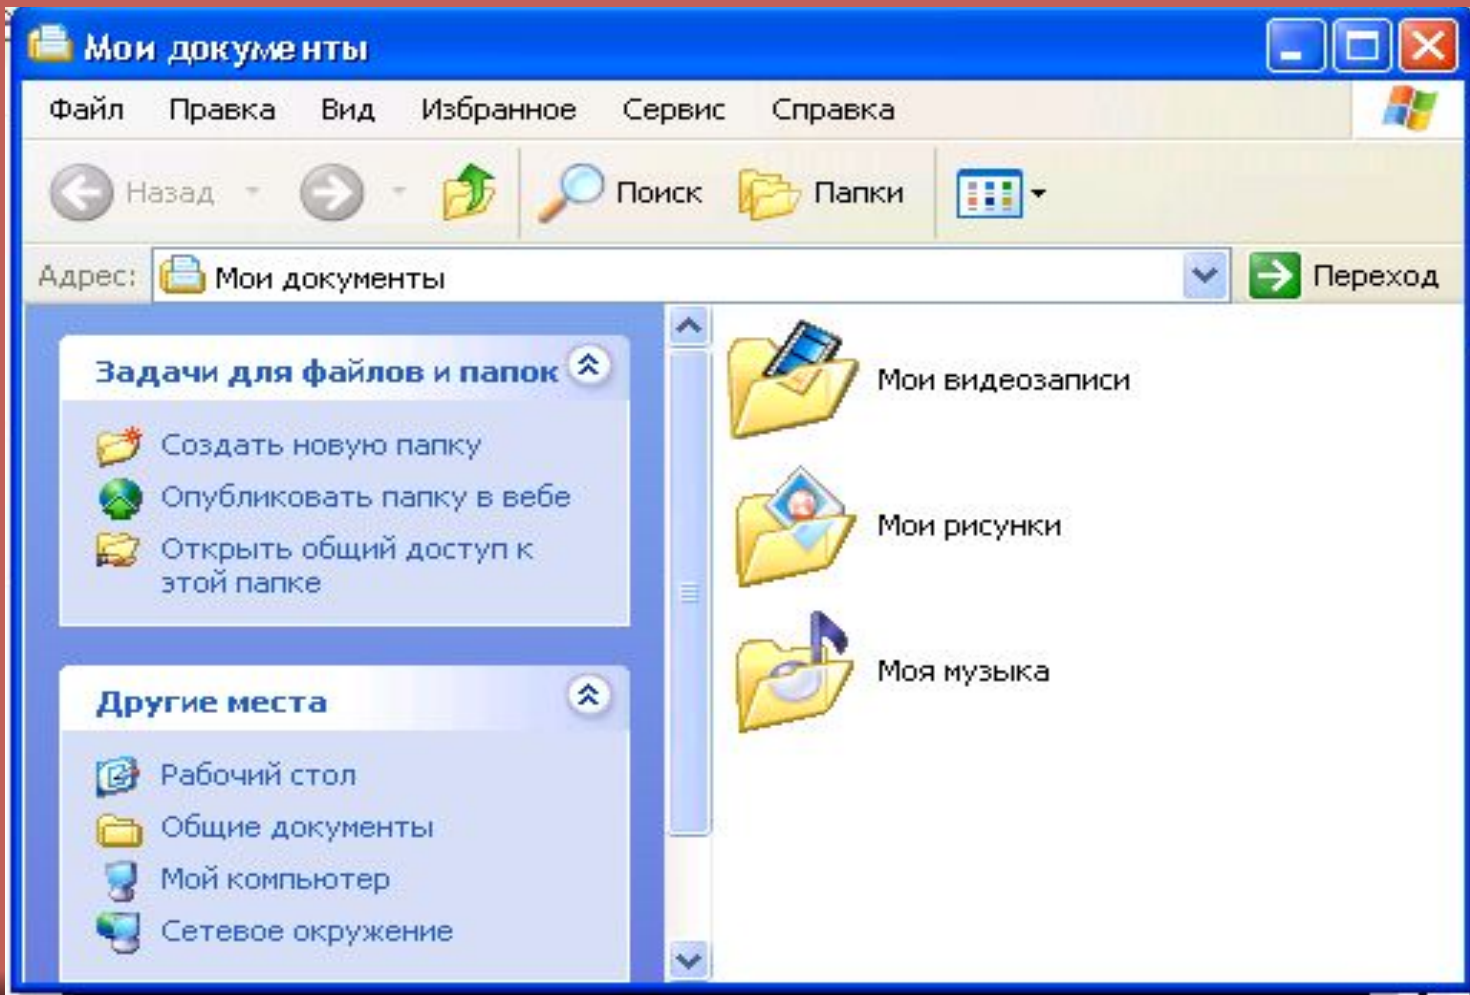 Мои документы
Файл Правка Вид Избранное Сервис Справка
Назад Поиск Папки
Адрес: Мои документы Переход
Задачи для файлов и папок
Создать новую папку
Опубликовать папку в вебе
Открыть общий доступ к
этой папке
Другие места
Рабочий стол
Общие документы
Мой компьютер
Сетевое окружение
Мои видеозаписи
Мои рисунки
Моя музыка